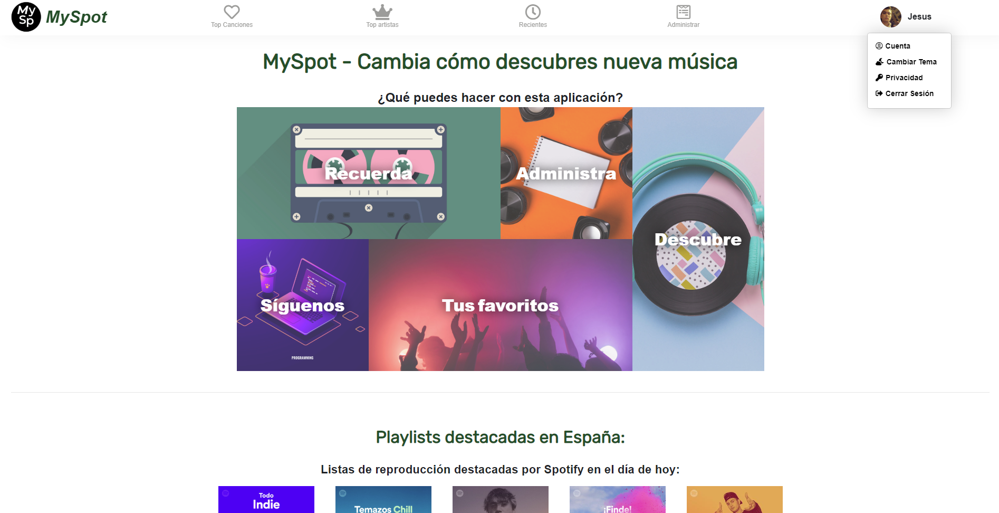 My
Sp
MySpot
Top Canciones
Top artistas
Recientes
Administrar
Jesus
Cuenta
Cambiar Tema
Privacidad
Cerrar Sesión
MySpot - Cambia cómo descubres nueva música
¿Qué puedes hacer con esta aplicación?
Recuerda
Administra
Descubre
Síguenos
Tus favoritos
PROGRAMMING
Playlists destacadas en España:
Listas de reproducción destacadas por Spotify en el día de hoy:
Todo
Indie
Temazos Chill
¡Finde!